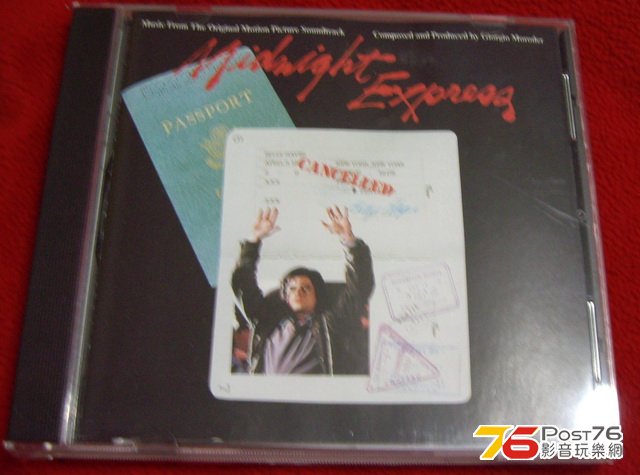 Music From The Original Motion Picture Soundtrack
Composed and Produced by Giorgio Moroder
Midnight
Express
PASSPORT
CANCELLED
76 POST76
影音玩樂網